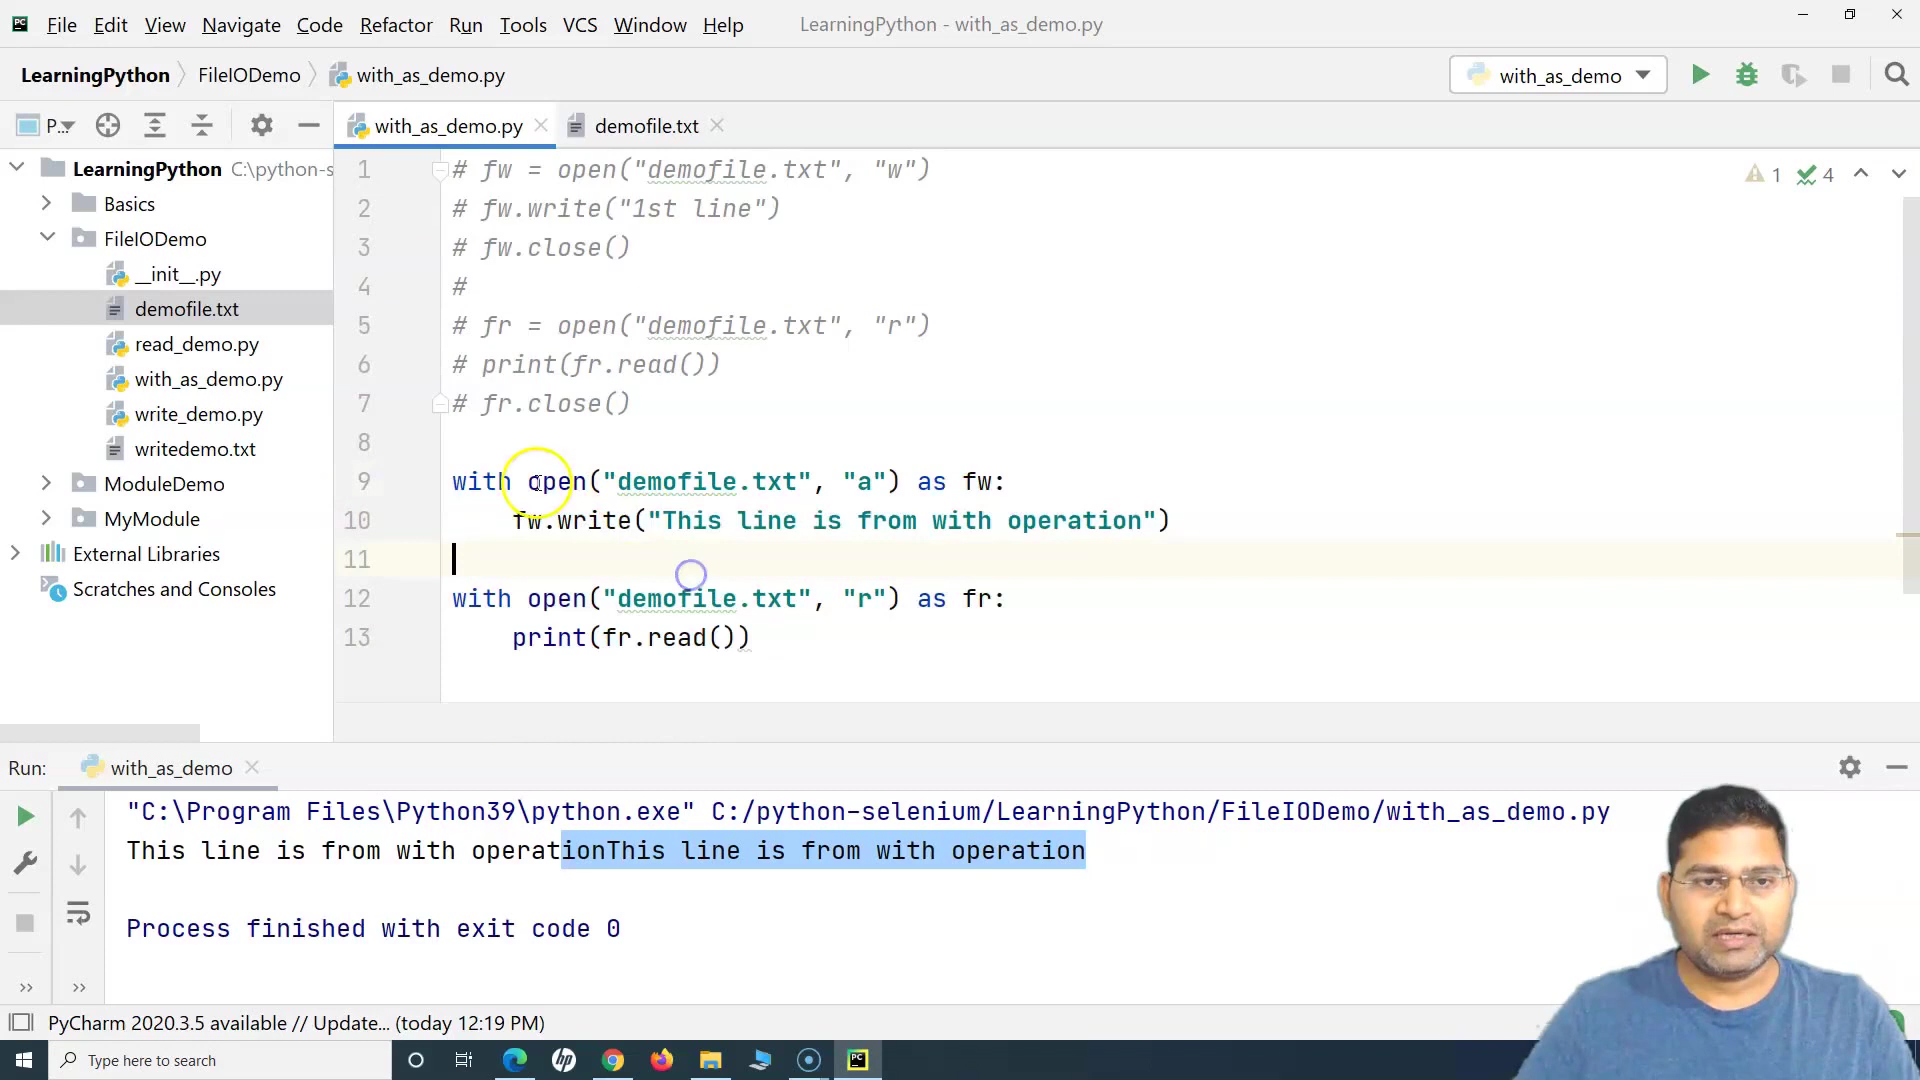 File Edit View Navigate Code Refactor Run Tools VCS Window Help LearningPython - with_as_demo.py
LearningPython FileIODemo with_as_demo.py with_as_demo
P... with_as_demo.py demofile.txt
LearningPython C:\python-s
Basics
FileIODemo
__init__.py
demofile.txt
read_demo.py
with_as_demo.py
write_demo.py
writedemo.txt
ModuleDemo
MyModule
External Libraries
Scratches and Consoles
1 # fw = open("demofile.txt", "w")
2 # fw.write("1st line")
3 # fw.close()
4 #
5 # fr = open("demofile.txt", "r")
6 # print(fr.read())
7 # fr.close()
8
9 with open("demofile.txt", "a") as fw:
10 fw.write("This line is from with operation")
11
12 with open("demofile.txt", "r") as fr:
13 print(fr.read())
1 4
Run: with_as_demo
"C:\Program Files\Python39\python.exe" C:/python-selenium/LearningPython/FileIODemo/with_as_demo.py
This line is from with operationThis line is from with operation
Process finished with exit code 0
PyCharm 2020.3.5 available // Update... (today 12:19 PM)
Type here to search